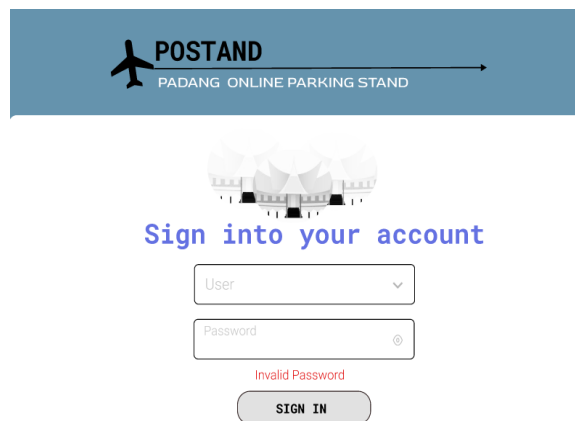 POSTAND
PADANG ONLINE PARKING STAND
Sign into your account
User
Password
Invalid Password
SIGN IN